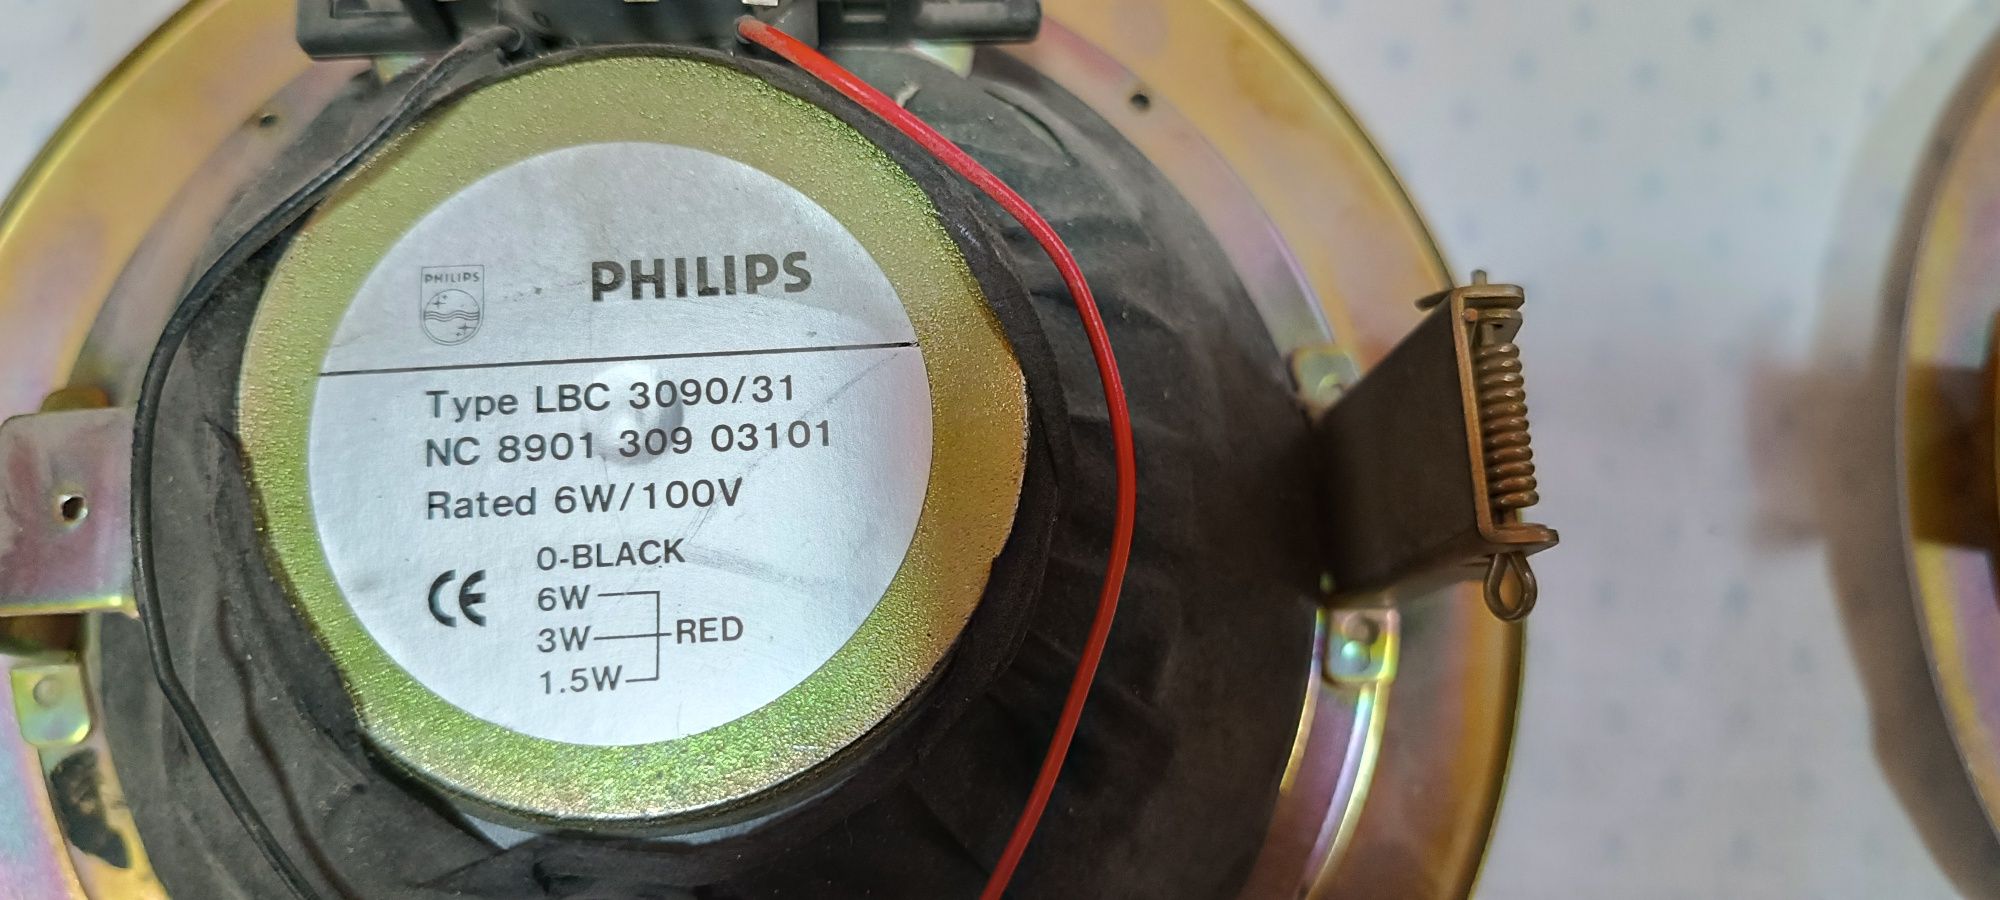 PHILIPS
PHILIPS
Type LBC 3090/31
NC 8901 309 03101
Rated 6W/100V
0-BLACK
6W
3W RED
1.5W
CE